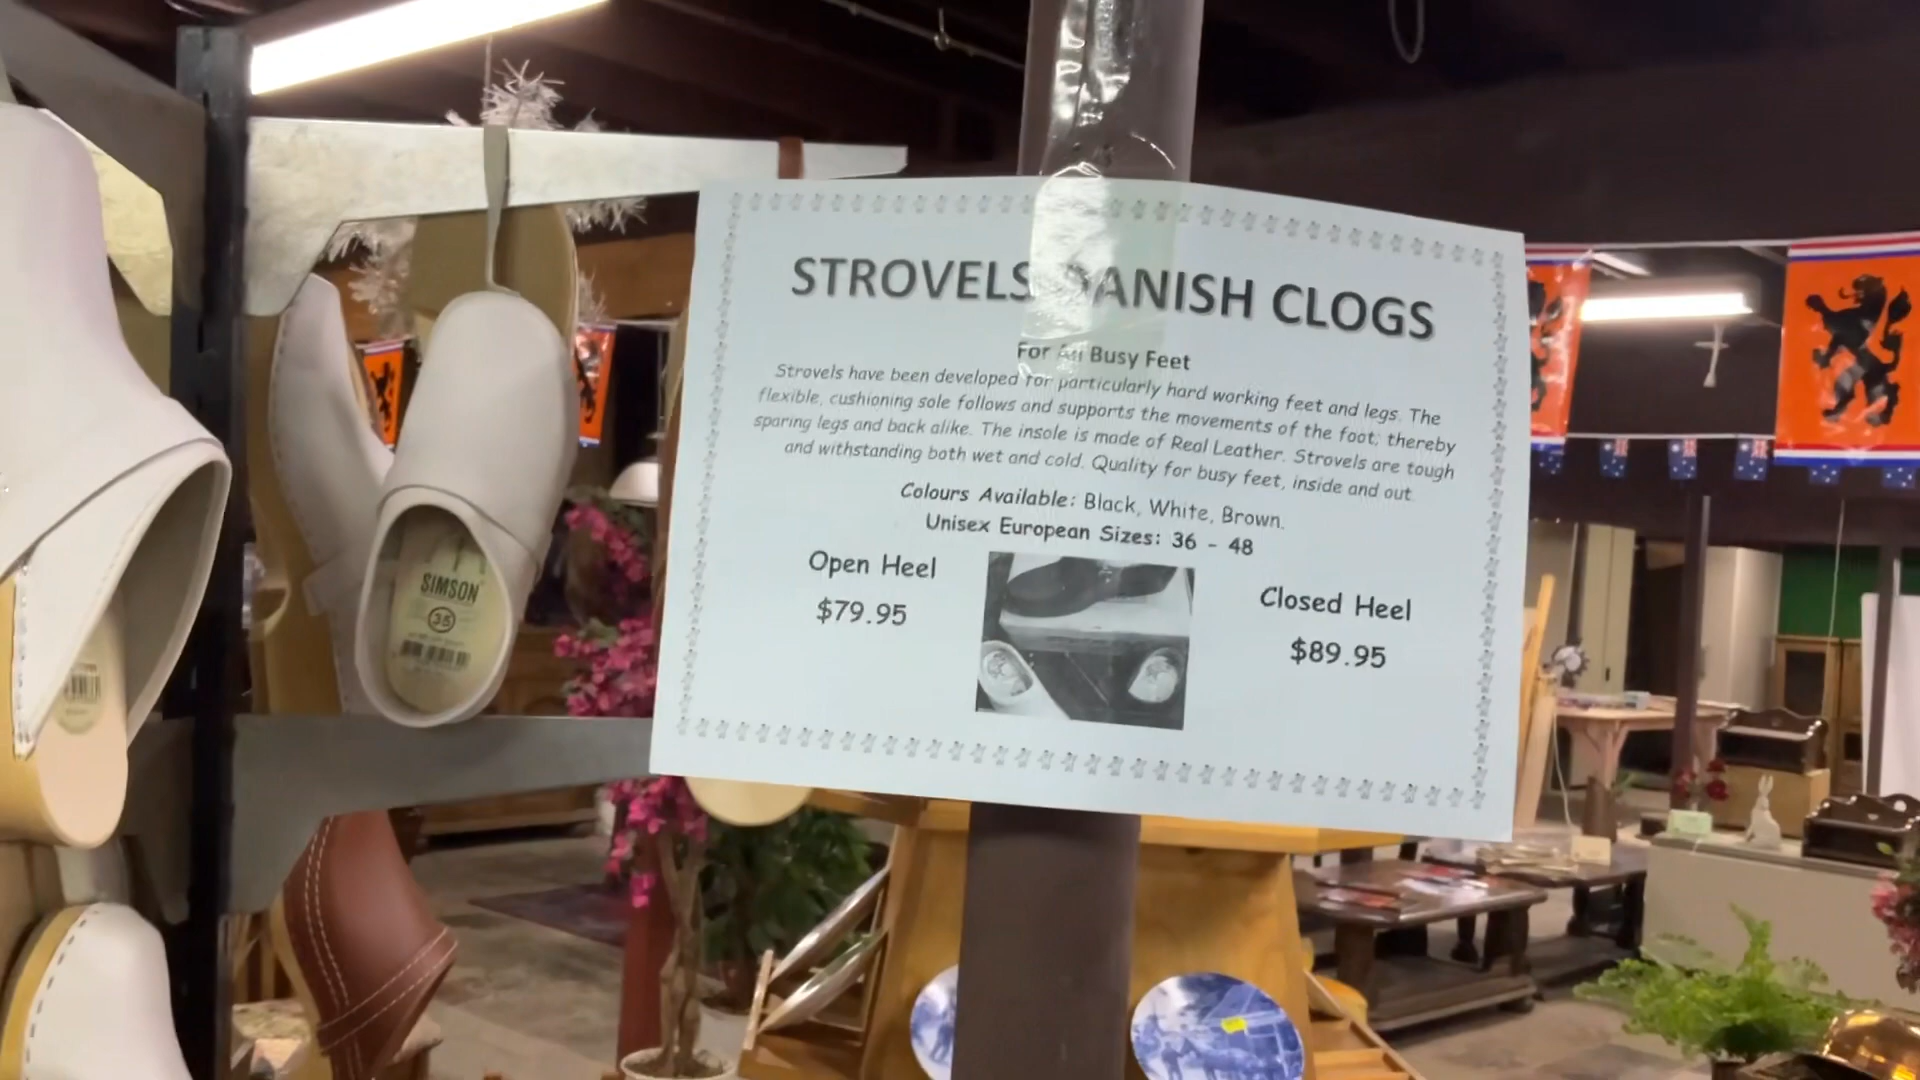 STROVELS DANISH CLOGS
For All Busy Feet
Strovels have been developed for particularly hard working feet and legs. The
flexible, cushioning sole follows and supports the movements of the foot; thereby
sparing legs and back alike. The insole is made of Real Leather. Strovels are tough
and withstanding both wet and cold. Quality for busy feet, inside and out.
Colours Available: Black, White, Brown.
Unisex European Sizes: 36 - 48
Open Heel
$79.95
Closed Heel
$89.95
SIMSON
35